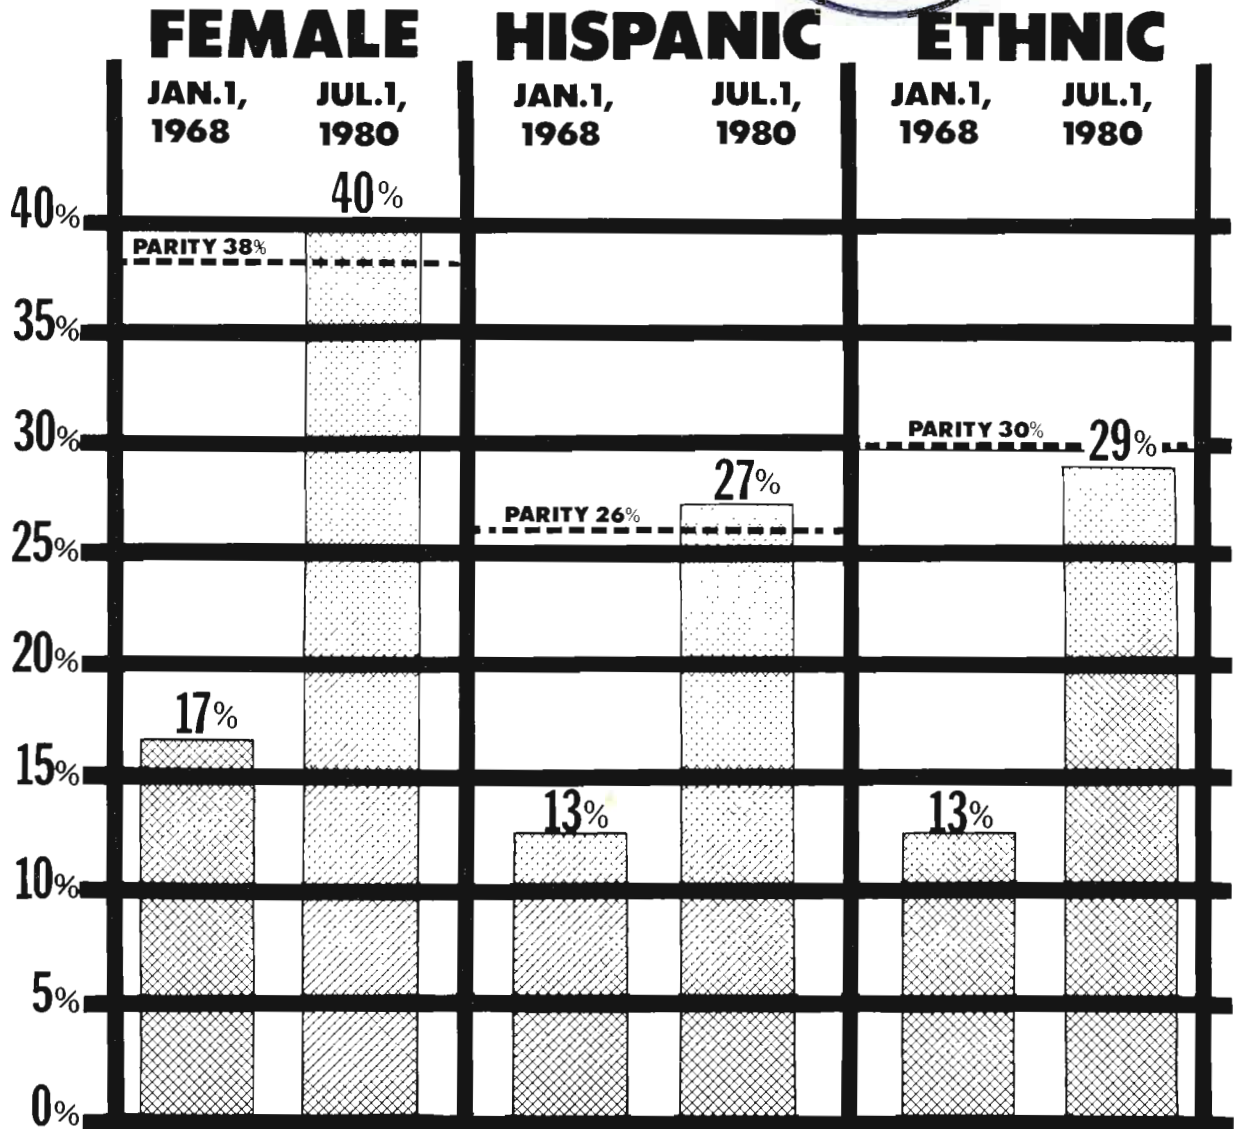 FEMALE HISPANIC ETHNIC
JAN.1, JUL.1, JAN.1, JUL.1, JAN.1, JUL.1,
1968 1980 1968 1980 1968 1980
40%
40%
PARITY 38%
35%
30%
PARITY 30%
29%
27%
PARITY 26%
25%
20%
17%
15%
13% 13%
10%
5%
0%